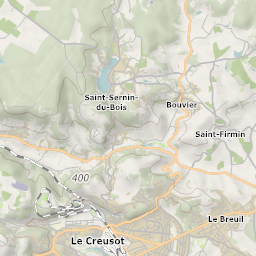 Saint-Sernin-
du-Bois
Bouvier
Saint-Firmin
400
Le Breuil
Le Creusot